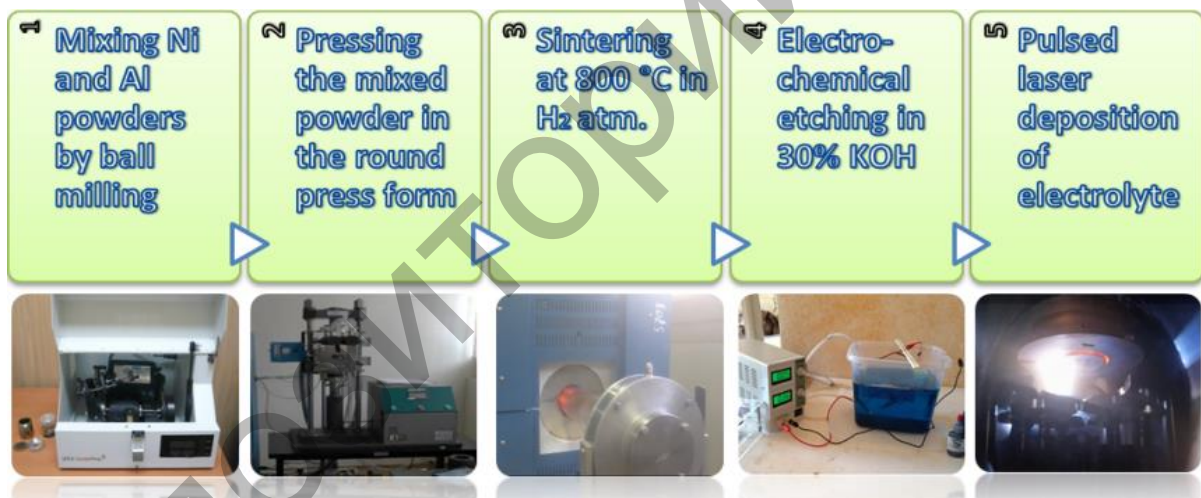 1 Mixing Ni
and Al
powders
by ball
milling
2 Pressing
the mixed
powder in
the round
press form
3 Sintering
at 800 °C in
H₂ atm.
4 Electro-
chemical
etching in
30% KOH
5 Pulsed
laser
deposition
of
electrolyte